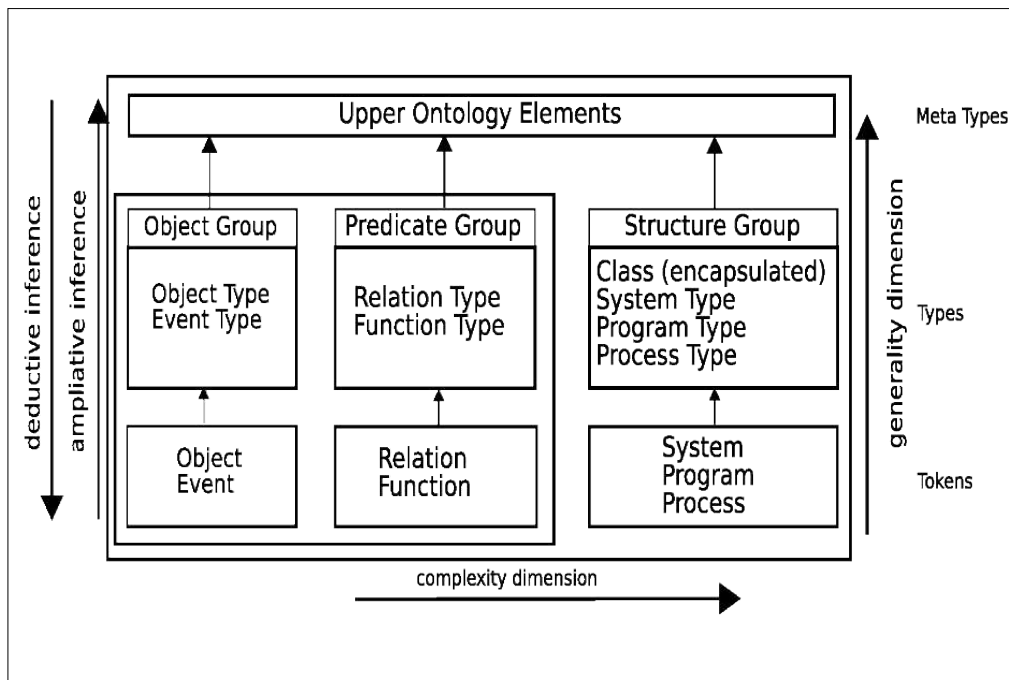 Upper Ontology Elements
Meta Types
Object Group
Predicate Group
Structure Group
Object Type
Event Type
Relation Type
Function Type
Class (encapsulated)
System Type
Program Type
Process Type
Types
Object
Event
Relation
Function
System
Program
Process
Tokens
deductive inference
ampliative inference
generality dimension
complexity dimension